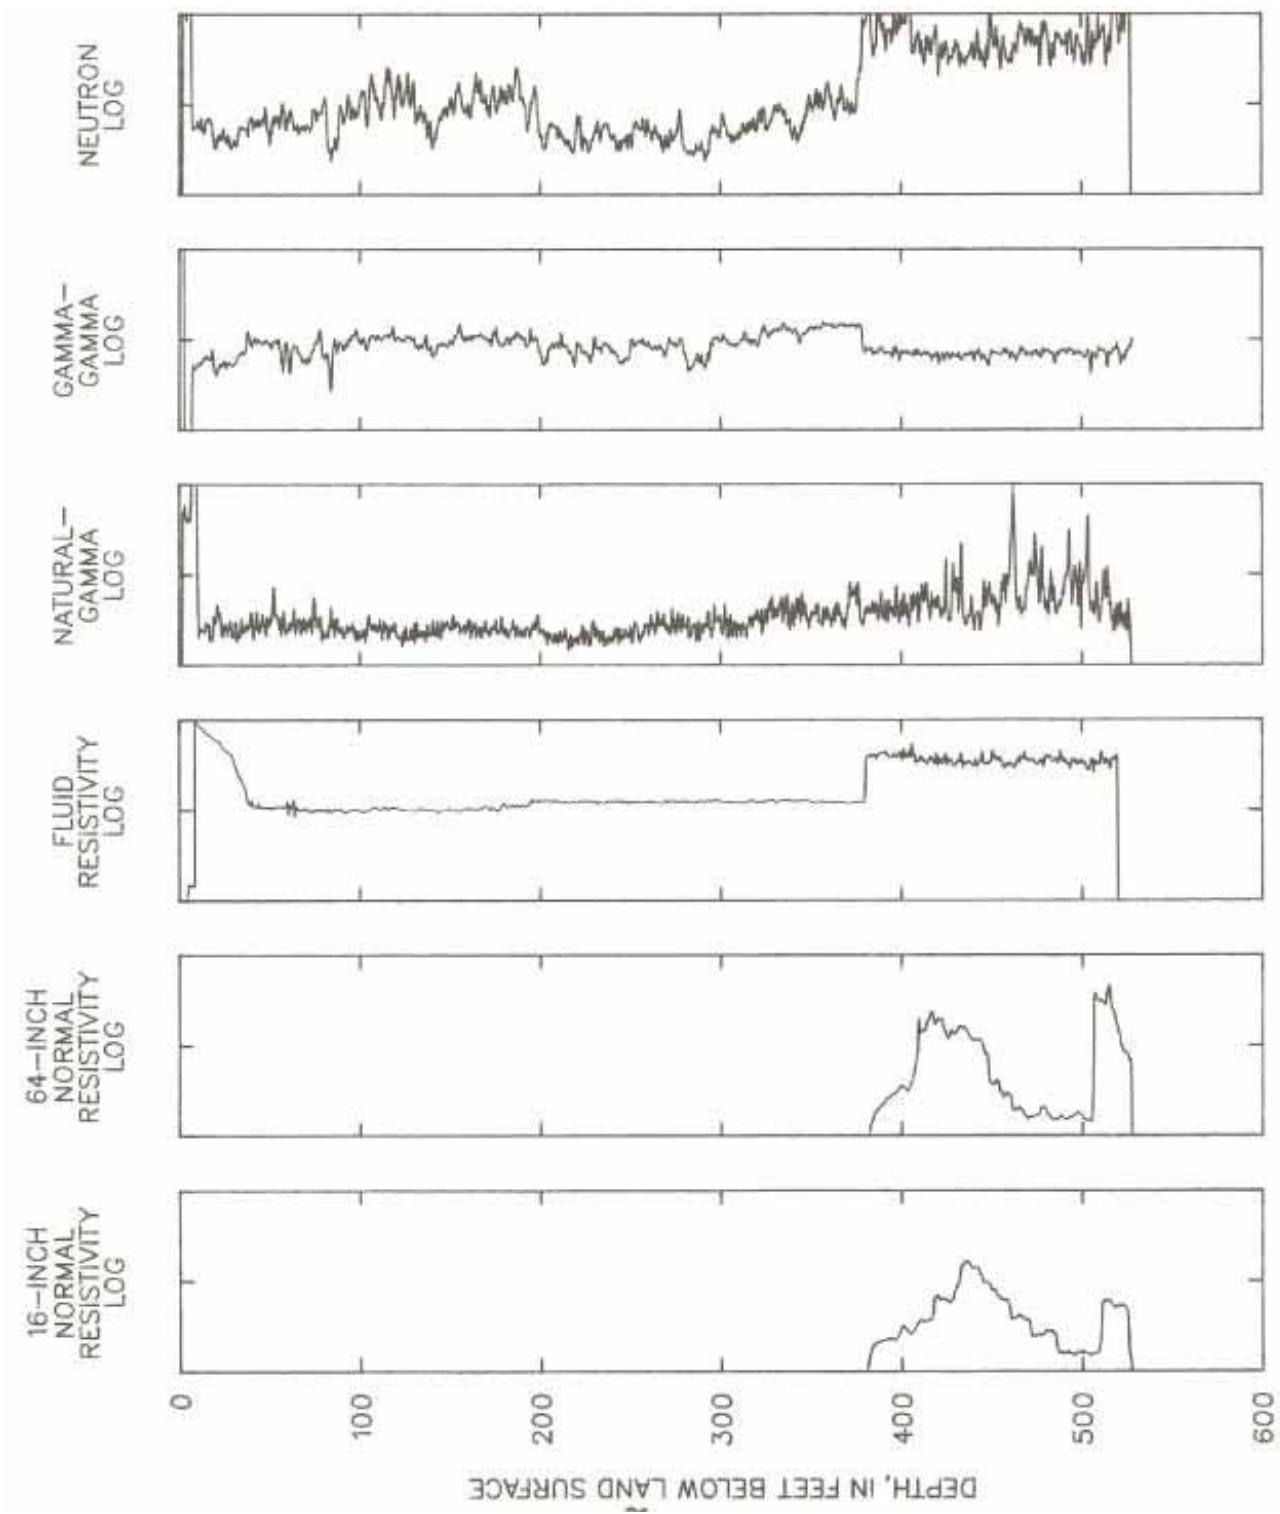 NEUTRON
LOG
GAMMA—
GAMMA
LOG
NATURAL—
GAMMA
LOG
FLUID
RESISTIVITY
LOG
64—INCH
NORMAL
RESISTIVITY
LOG
16—INCH
NORMAL
RESISTIVITY
LOG
0
100
200
300
400
500
600
DEPTH, IN FEET BELOW LAND SURFACE